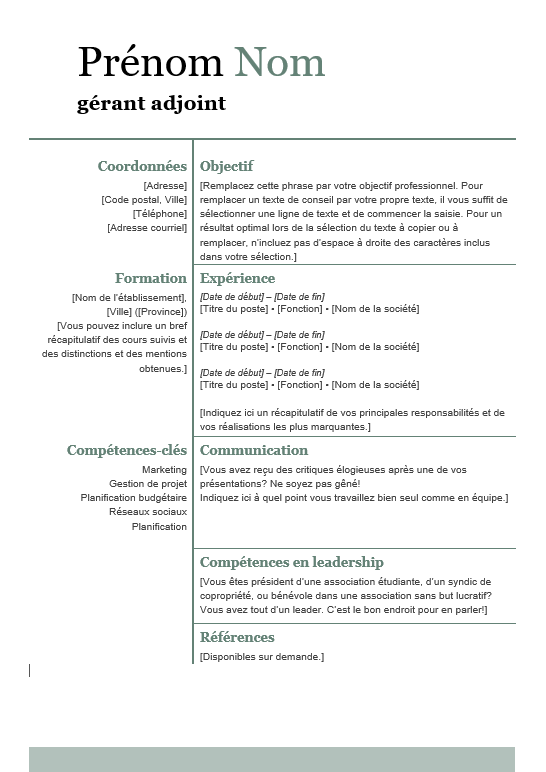 Prénom Nom
gérant adjoint
Coordonnées
[Adresse]
[Code postal, Ville]
[Téléphone]
[Adresse courriel]
Objectif
[Remplacez cette phrase par votre objectif professionnel. Pour
remplacer un texte de conseil par votre propre texte, il vous suffit de
sélectionner une ligne de texte et de commencer la saisie. Pour un
résultat optimal lors de la sélection du texte à copier ou à
remplacer, n'incluez pas d'espace à droite des caractères inclus
dans votre sélection.]
Formation
[Nom de l'établissement],
[Ville] ([Province])
[Vous pouvez inclure un bref
récapitulatif des cours suivis et
des distinctions et des mentions
obtenues.]
Expérience
[Date de début] – [Date de fin]
[Titre du poste] • [Fonction] • [Nom de la société]
[Date de début] – [Date de fin]
[Titre du poste] • [Fonction] • [Nom de la société]
[Date de début] – [Date de fin]
[Titre du poste] • [Fonction] • [Nom de la société]
[Indiquez ici un récapitulatif de vos principales responsabilités et de
vos réalisations les plus marquantes.]
Compétences-clés
Marketing
Gestion de projet
Planification budgétaire
Réseaux sociaux
Planification
Communication
[Vous avez reçu des critiques élogieuses après une de vos
présentations? Ne soyez pas gêné!
Indiquez ici à quel point vous travaillez bien seul comme en équipe.]
Compétences en leadership
[Vous êtes président d'une association étudiante, d'un syndic de
copropriété, ou bénévole dans une association sans but lucratif?
Vous avez tout d'un leader. C'est le bon endroit pour en parler!]
Références
[Disponibles sur demande.]